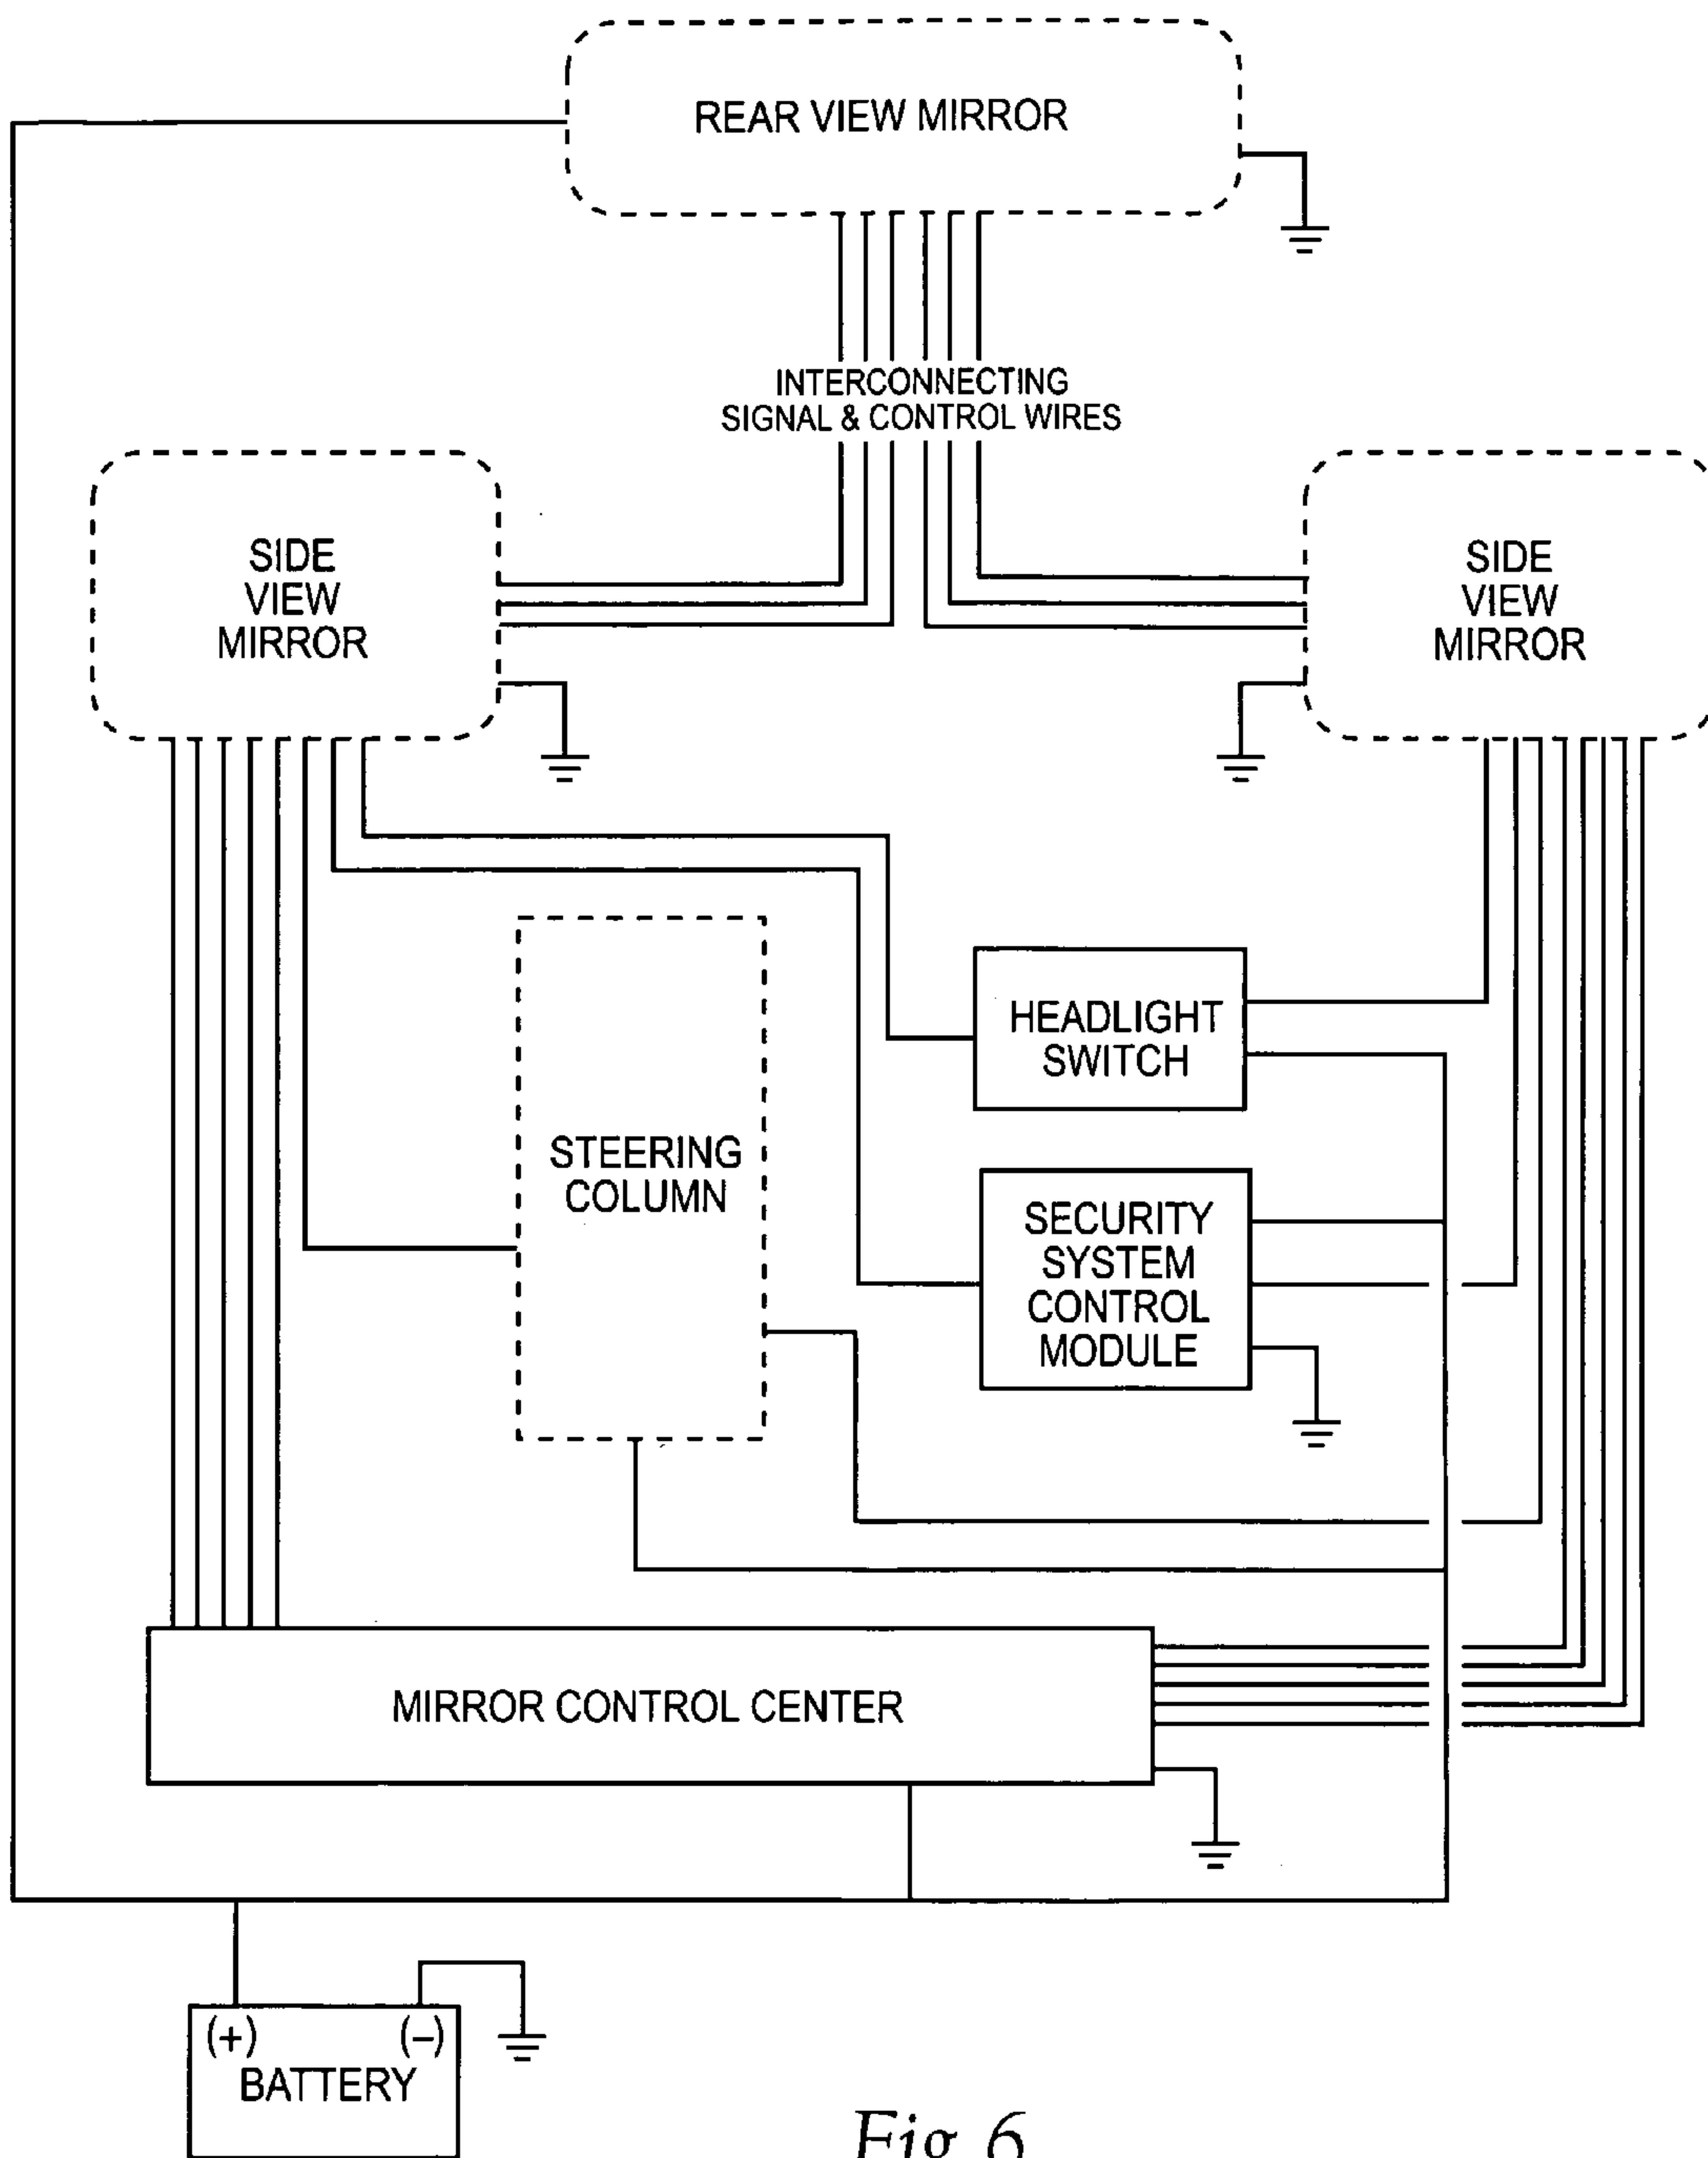 REAR VIEW MIRROR
INTERCONNECTING
SIGNAL & CONTROL WIRES
SIDE
VIEW
MIRROR
SIDE
VIEW
MIRROR
HEADLIGHT
SWITCH
STEERING
COLUMN
SECURITY
SYSTEM
CONTROL
MODULE
MIRROR CONTROL CENTER
(+) (−)
BATTERY
Fig 6